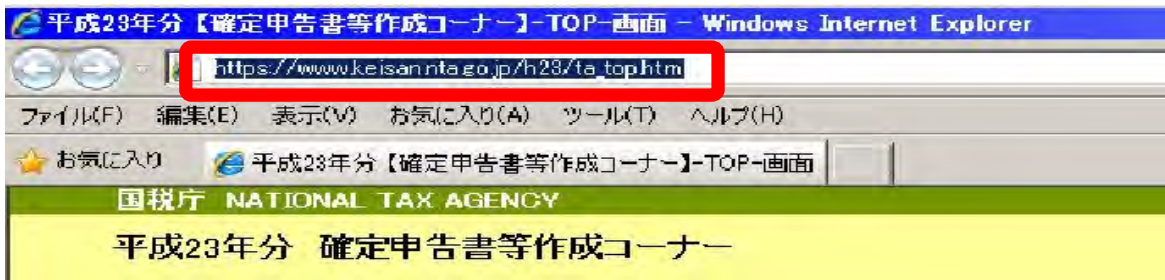 平成23年分【確定申告書等作成コーナー】-TOP-画面 - Windows Internet Explorer
https://www.keisan.nta.go.jp/h23/ta_top.htm
ファイル(F) 編集(E) 表示(V) お気に入り(A) ツール(T) ヘルプ(H)
お気に入り 平成23年分【確定申告書等作成コーナー】-TOP-画面
国税庁 NATIONAL TAX AGENCY
平成23年分 確定申告書等作成コーナー